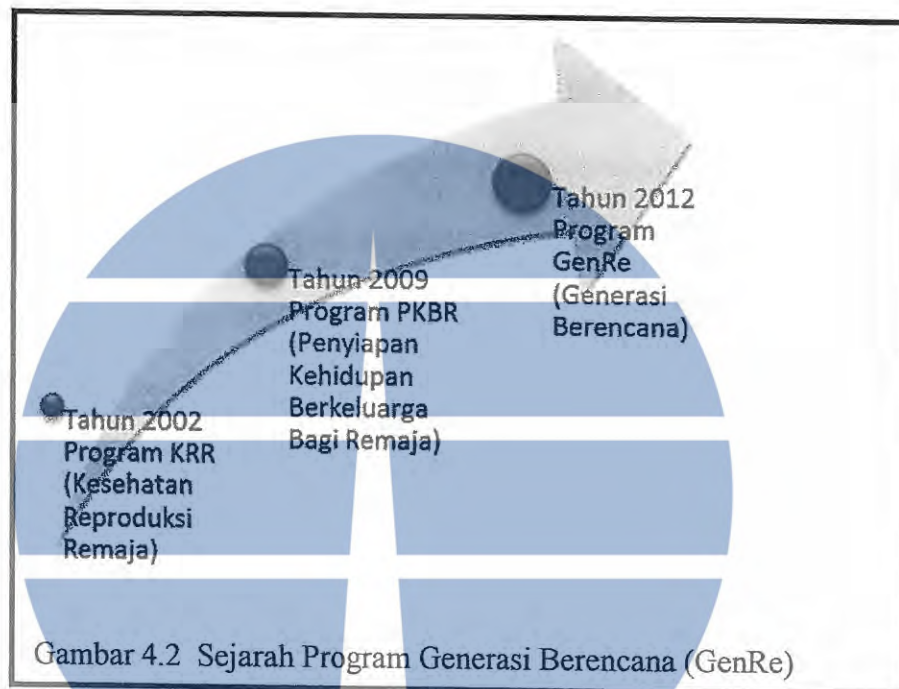 Tahun 2012
Program
GenRe
(Generasi
Berencana)
Tahun 2009
Program PKBR
(Penyiapan
Kehidupan
Berkeluarga
Bagi Remaja)
Tahun 2002
Program KRR
(Kesehatan
Reproduksi
Remaja)
Gambar 4.2 Sejarah Program Generasi Berencana (GenRe)